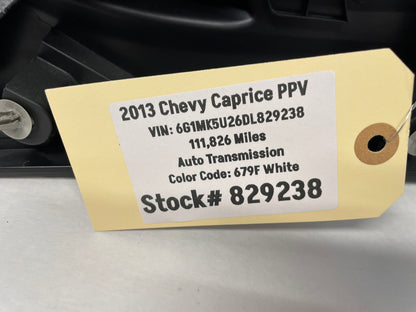 2013 Chevy Caprice PPV
VIN: 6G1MK5U26DL829238
111,826 Miles
Auto Transmission
Color Code: 679F White
Stock# 829238